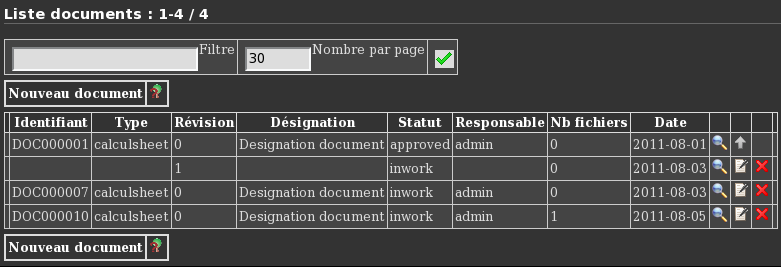 Liste documents : 1-4 / 4
Filtre 30 Nombre par page
Nouveau document
Identifiant Type Révision Désignation Statut Responsable Nb fichiers Date
DOC000001 calculsheet 0 Designation document approved admin 0 2011-08-01
1 inwork 0 2011-08-03
DOC000007 calculsheet 0 Designation document inwork admin 0 2011-08-03
DOC000010 calculsheet 0 Designation document inwork admin 1 2011-08-05
Nouveau document